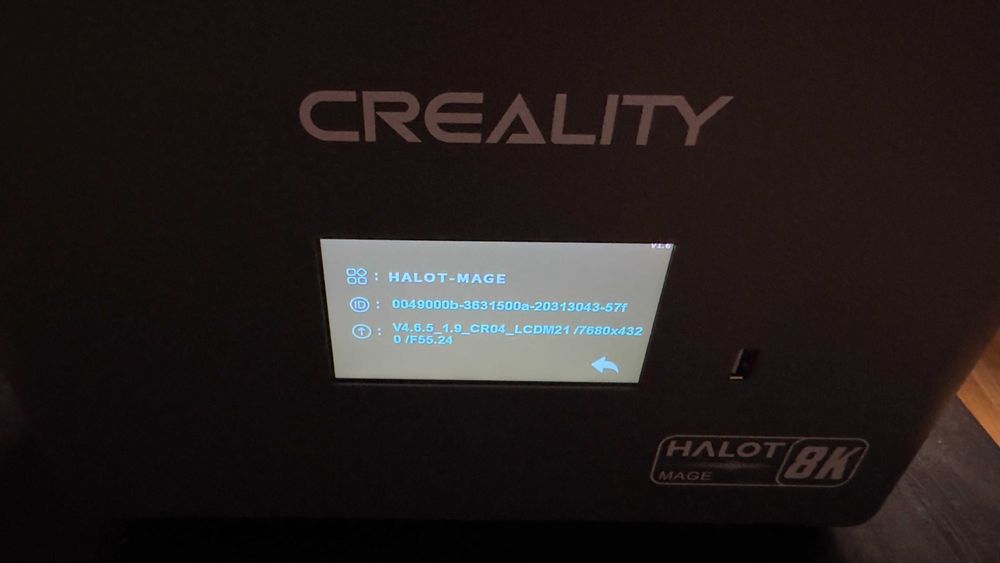 CREALITY
V1.6
: HALOT-MAGE
ID : 0049000b-3631500a-20313043-57f
: V4.6.5_1.9_CR04_LCDM21 /7680x432
0 /F55.24
HALOT 8K
MAGE